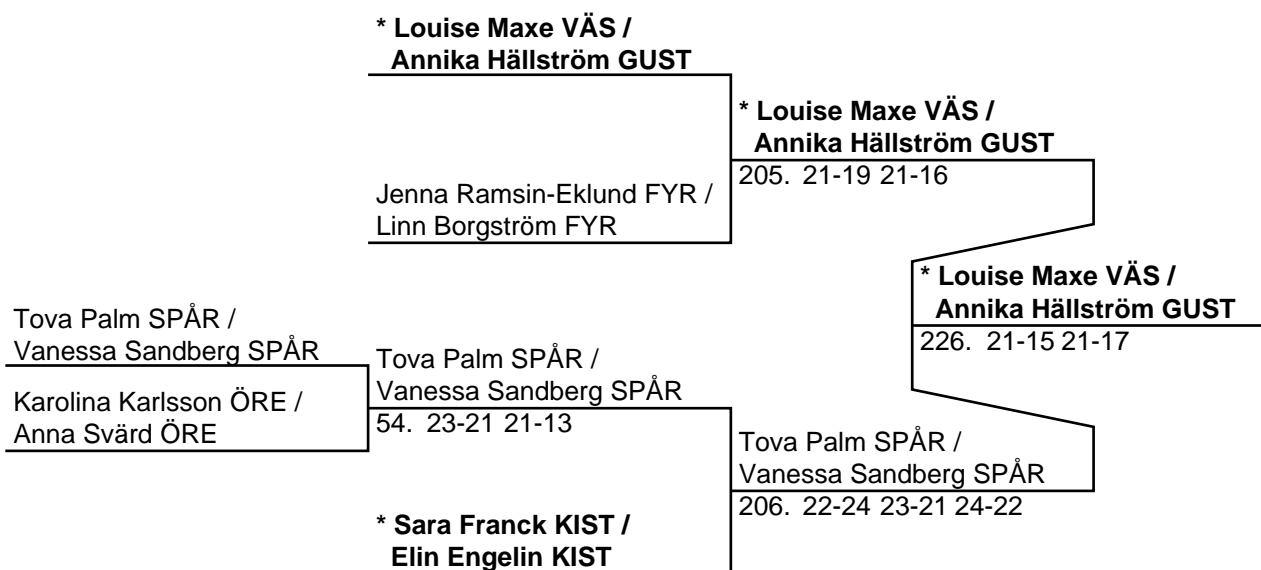 * Louise Maxe VÄS /
Annika Hällström GUST
* Louise Maxe VÄS /
Annika Hällström GUST
205. 21-19 21-16
Jenna Ramsin-Eklund FYR /
Linn Borgström FYR
* Louise Maxe VÄS /
Annika Hällström GUST
226. 21-15 21-17
Tova Palm SPÅR /
Vanessa Sandberg SPÅR
Tova Palm SPÅR /
Vanessa Sandberg SPÅR
54. 23-21 21-13
Karolina Karlsson ÖRE /
Anna Svärd ÖRE
Tova Palm SPÅR /
Vanessa Sandberg SPÅR
206. 22-24 23-21 24-22
* Sara Franck KIST /
Elin Engelin KIST